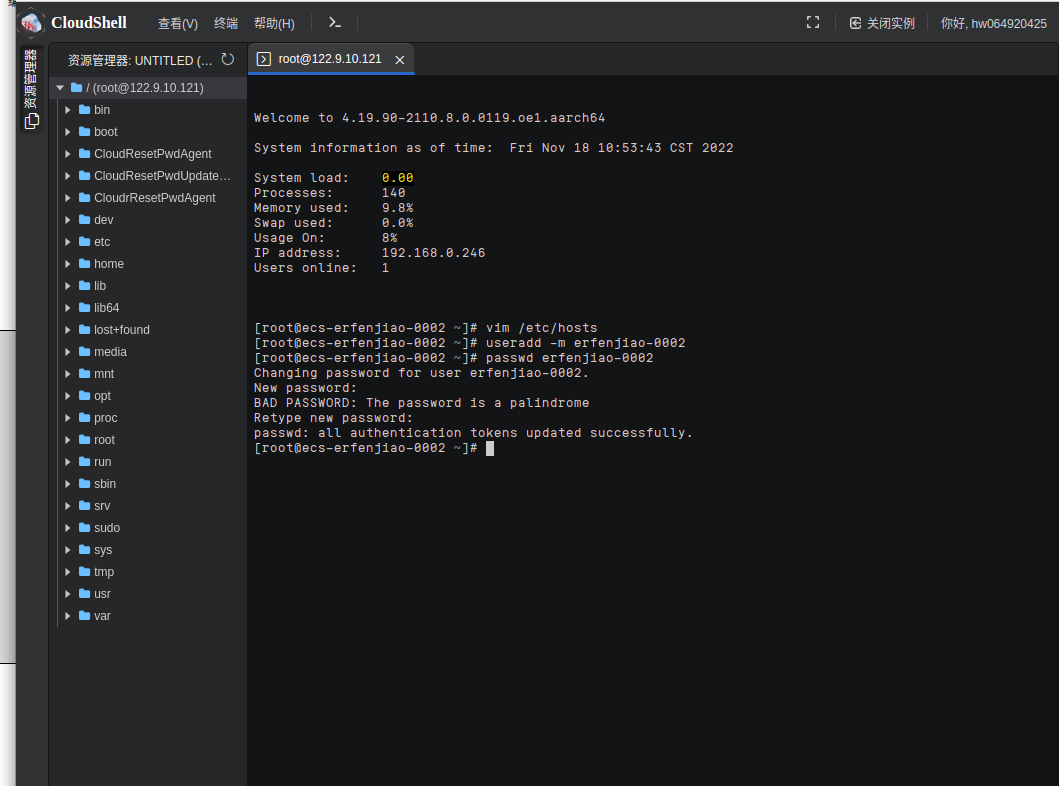 CloudShell 查看(V) 终端 帮助(H) 关闭实例 你好, hw064920425
资源管理器
资源管理器: UNTITLED (...
/ (root@122.9.10.121)
bin
boot
CloudResetPwdAgent
CloudResetPwdUpdate...
CloudrResetPwdAgent
dev
etc
home
lib
lib64
lost+found
media
mnt
opt
proc
root
run
sbin
srv
sudo
sys
tmp
usr
var
root@122.9.10.121
Welcome to 4.19.90-2110.8.0.0119.oe1.aarch64
System information as of time:  Fri Nov 18 10:53:43 CST 2022
System load:    0.00
Processes:      140
Memory used:    9.8%
Swap used:      0.0%
Usage On:       8%
IP address:     192.168.0.246
Users online:   1
[root@ecs-erfenjiao-0002 ~]# vim /etc/hosts
[root@ecs-erfenjiao-0002 ~]# useradd -m erfenjiao-0002
[root@ecs-erfenjiao-0002 ~]# passwd erfenjiao-0002
Changing password for user erfenjiao-0002.
New password:
BAD PASSWORD: The password is a palindrome
Retype new password:
passwd: all authentication tokens updated successfully.
[root@ecs-erfenjiao-0002 ~]#